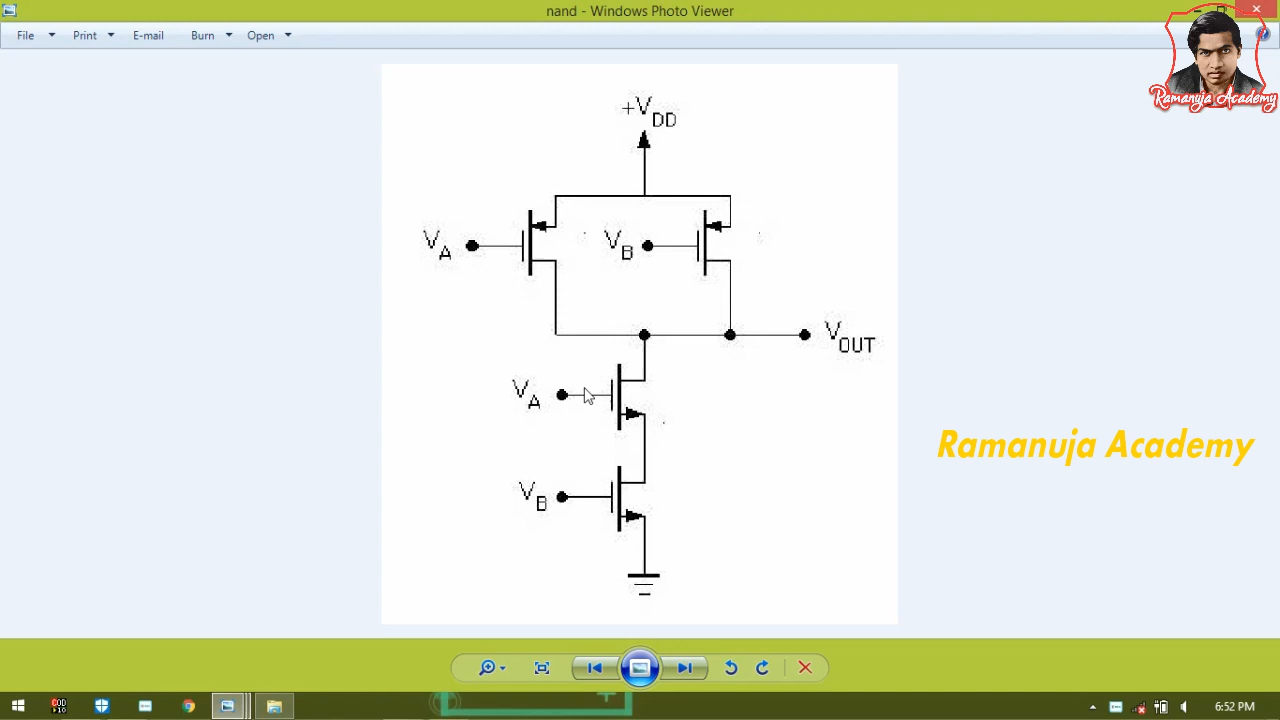 nand - Windows Photo Viewer
File Print E-mail Burn Open
Ramanuja Academy
+VDD
VA
VB
VOUT
VA
Ramanuja Academy
VB
6:52 PM